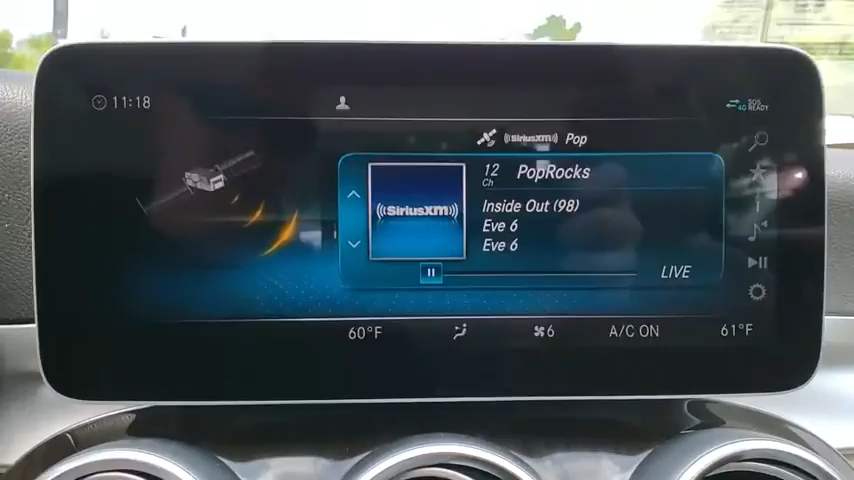 11:18
4G SOS READY
SiriusXM Pop
12 Ch PopRocks
SiriusXM
Inside Out (98)
Eve 6
Eve 6
LIVE
60°F 6 A/C ON 61°F